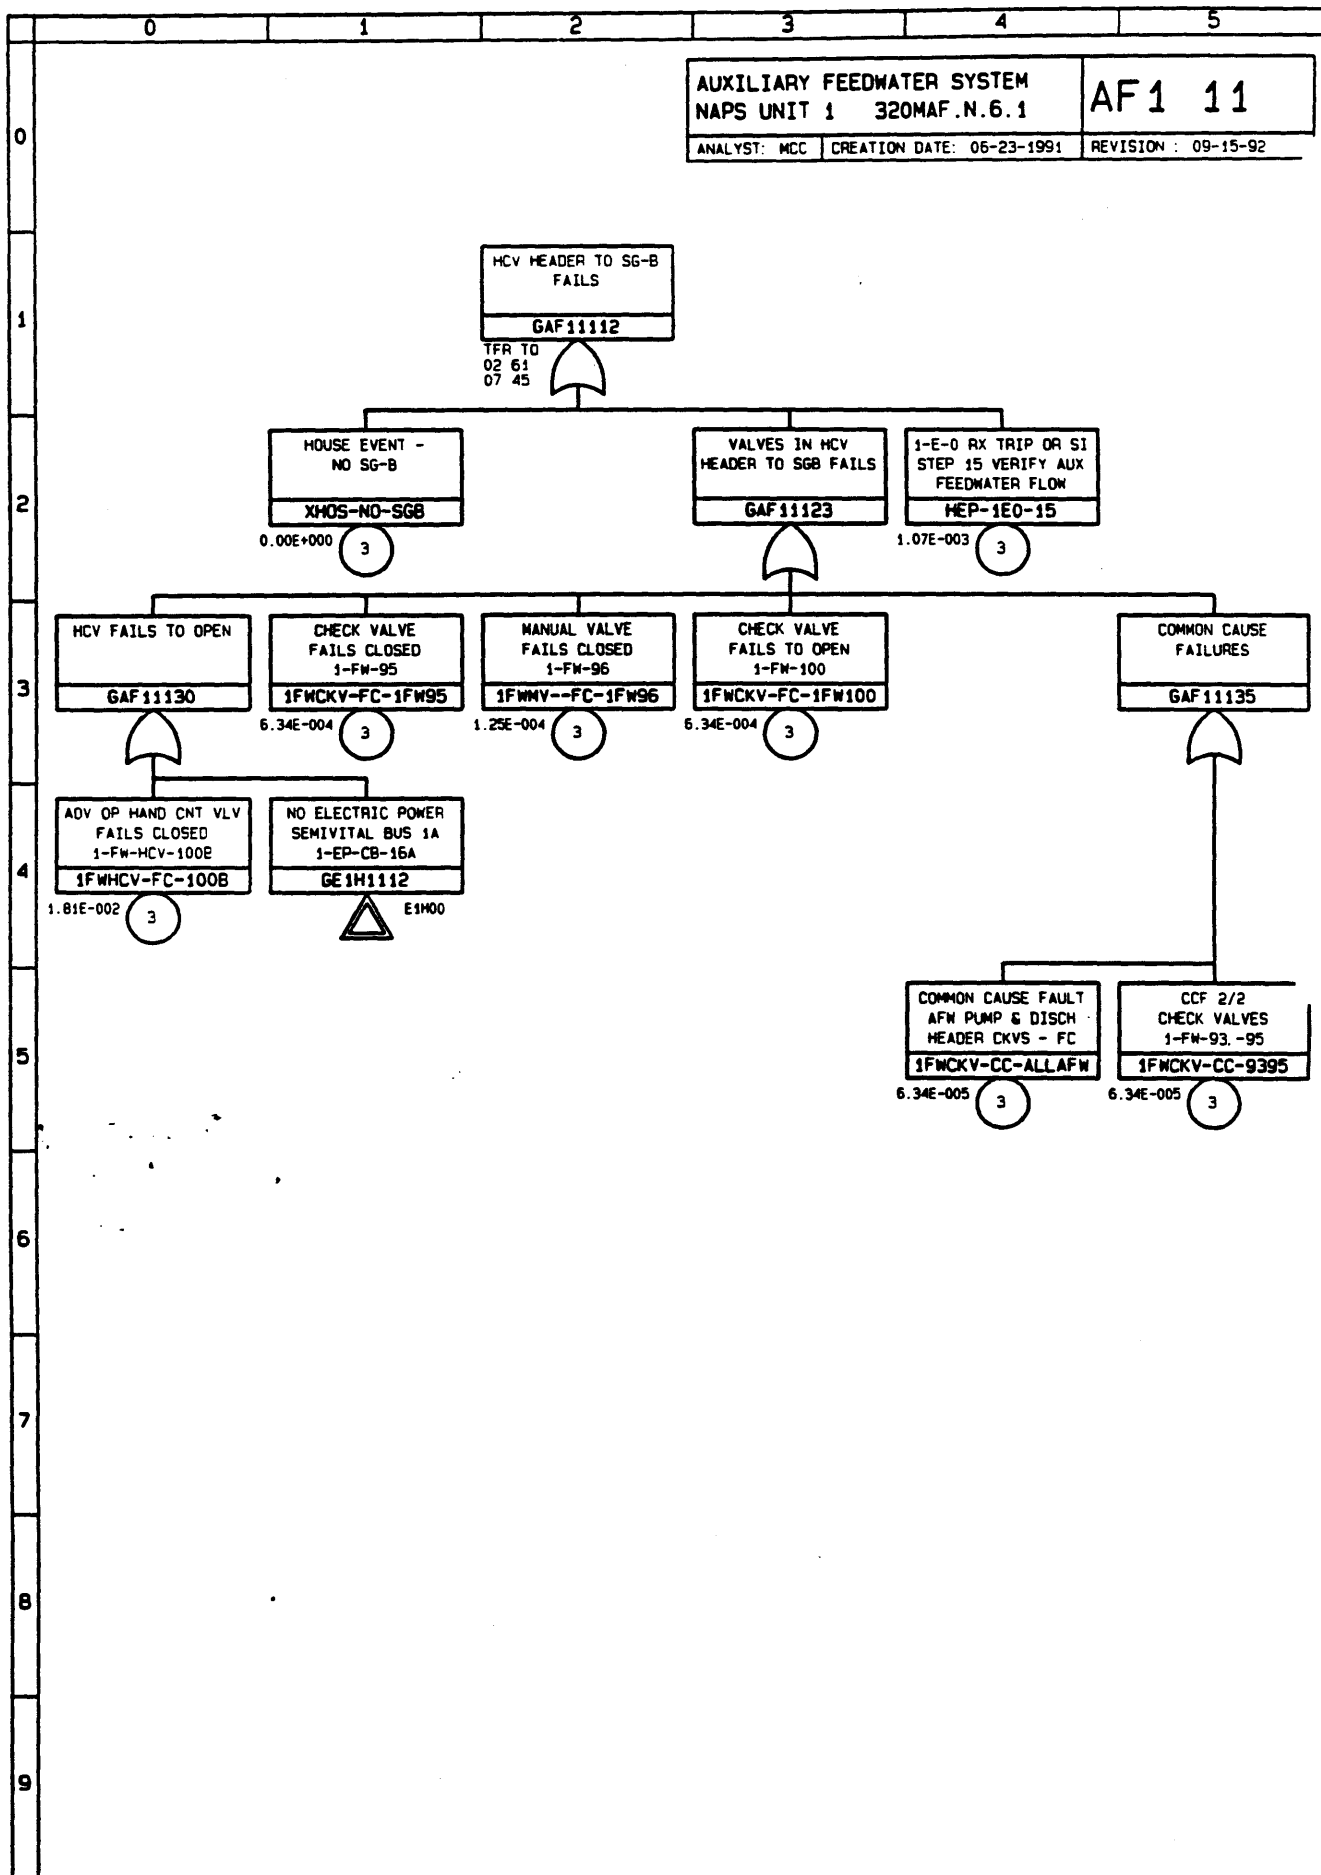 0 1 2 3 4 5
AUXILIARY FEEDWATER SYSTEM
NAPS UNIT 1 320MAF.N.6.1
AF1 11
ANALYST: MCC CREATION DATE: 06-23-1991 REVISION : 09-15-92
0
HCV HEADER TO SG-B
FAILS
GAF11112
1
TFR TO
02 61
07 45
HOUSE EVENT -
NO SG-B
XHOS-NO-SGB
0.00E+000
3
VALVES IN HCV
HEADER TO SGB FAILS
GAF11123
1-E-0 RX TRIP OR SI
STEP 15 VERIFY AUX
FEEDWATER FLOW
HEP-1E0-15
1.07E-003
3
2
HCV FAILS TO OPEN
GAF11130
CHECK VALVE
FAILS CLOSED
1-FW-95
1FWCKV-FC-1FW95
6.34E-004
3
MANUAL VALVE
FAILS CLOSED
1-FW-96
1FWMV--FC-1FW96
1.25E-004
3
CHECK VALVE
FAILS TO OPEN
1-FW-100
1FWCKV-FC-1FW100
6.34E-004
3
COMMON CAUSE
FAILURES
GAF11135
3
AOV OP HAND CNT VLV
FAILS CLOSED
1-FW-HCV-100B
1FWHCV-FC-100B
1.81E-002
3
NO ELECTRIC POWER
SEMIVITAL BUS 1A
1-EP-CB-16A
GE1H1112
E1H00
4
COMMON CAUSE FAULT
AFW PUMP & DISCH
HEADER CKVS - FC
1FWCKV-CC-ALLAFW
6.34E-005
3
CCF 2/2
CHECK VALVES
1-FW-93,-95
1FWCKV-CC-9395
6.34E-005
3
5
6
7
8
9